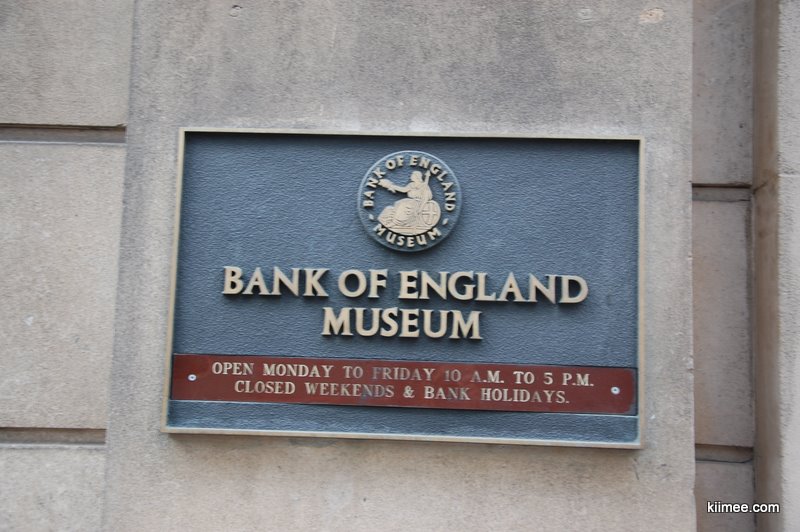 BANK OF ENGLAND
MUSEUM
BANK OF ENGLAND
MUSEUM
OPEN MONDAY TO FRIDAY 10 A.M. TO 5 P.M.
CLOSED WEEKENDS & BANK HOLIDAYS.
kiimee.com